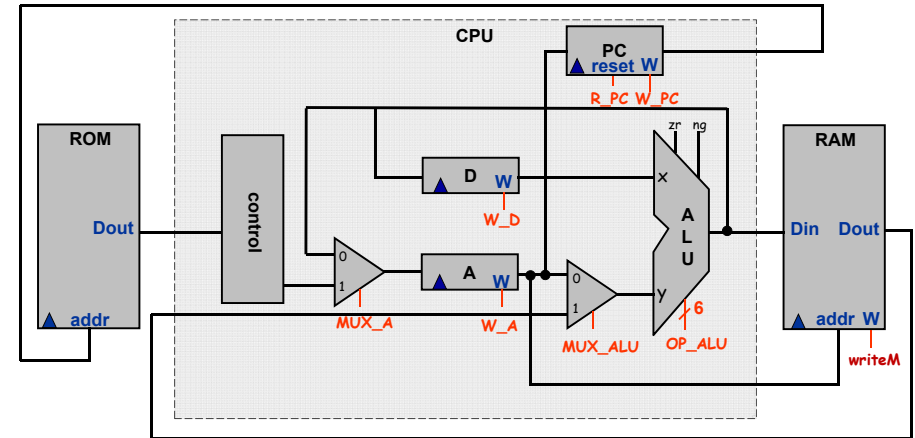 CPU
PC
reset W
R_PC W_PC
ROM
Dout
addr
control
zr ng
D
W
W_D
x
A
L
U
0
1
MUX_A
A
W
W_A
0
1
MUX_ALU
y
6
OP_ALU
RAM
Din Dout
addr W
writeM